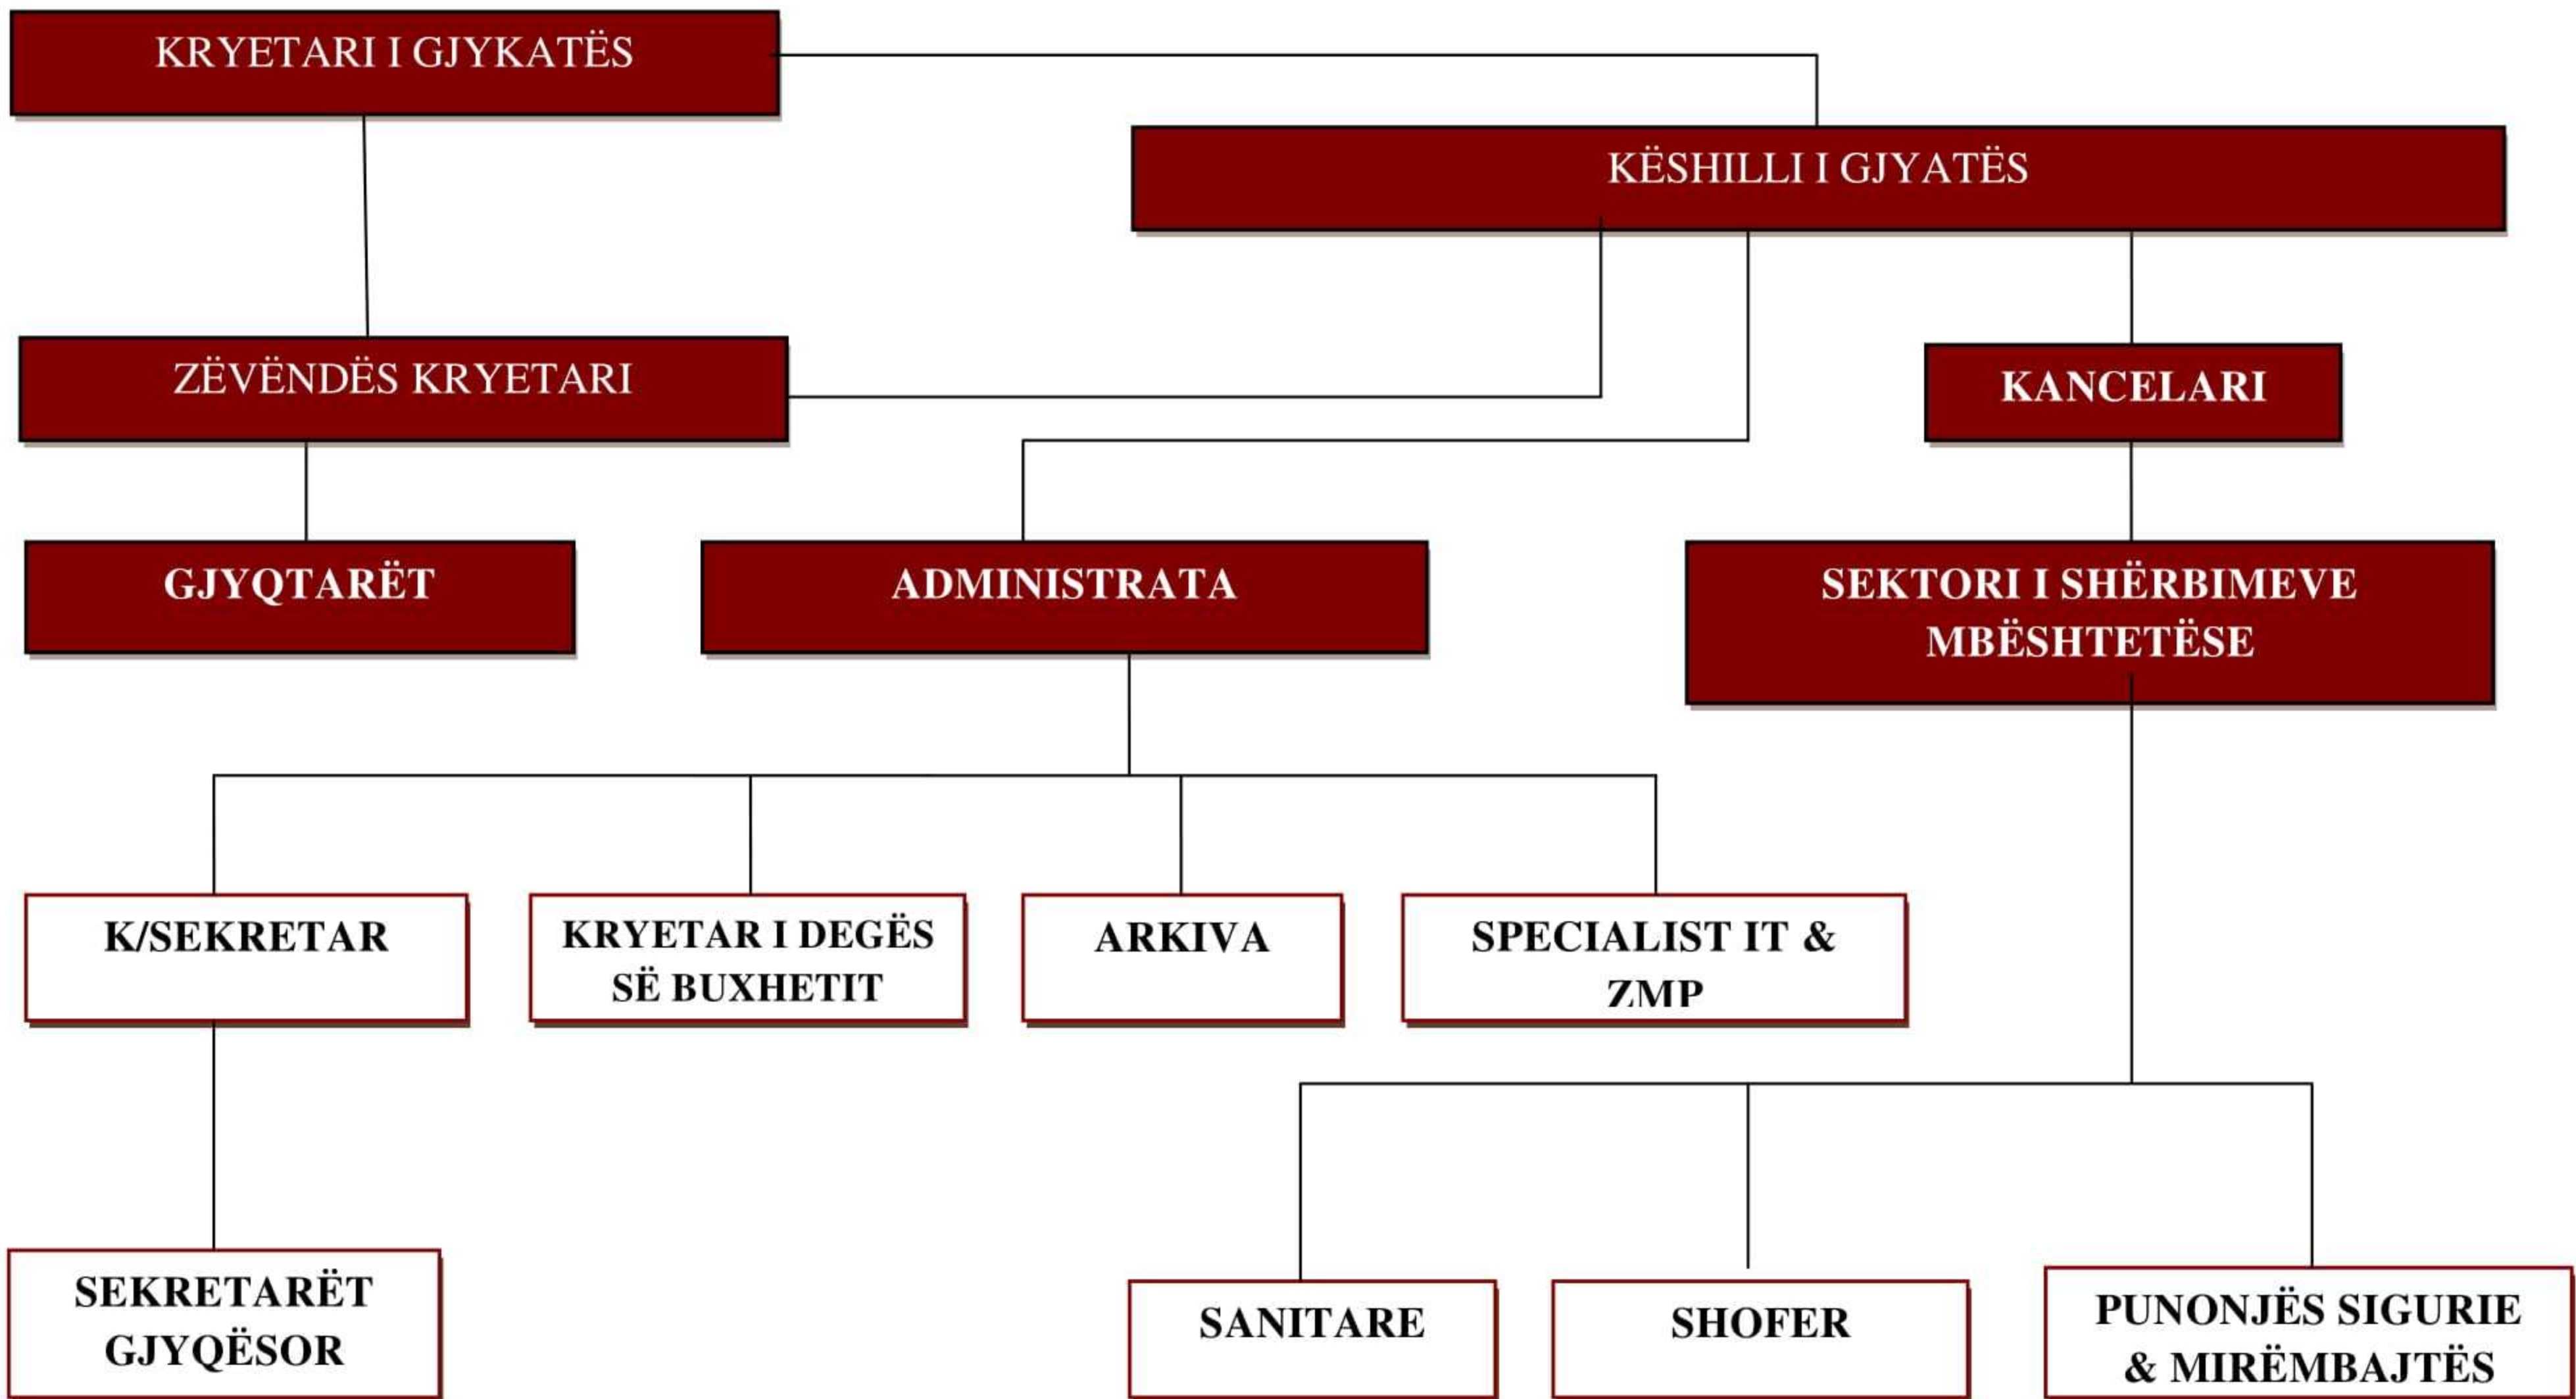 KRYETARI I GJYKATËS
KËSHILLI I GJYATËS
ZËVËNDËS KRYETARI
KANCELARI
GJYQTARËT
ADMINISTRATA
SEKTORI I SHËRBIMEVE
MBËSHTETËSE
K/SEKRETAR
KRYETAR I DEGËS
SË BUXHETIT
ARKIVA
SPECIALIST IT &
ZMP
SEKRETARËT
GJYQËSOR
SANITARE
SHOFER
PUNONJËS SIGURIE
& MIRËMBAJTËS